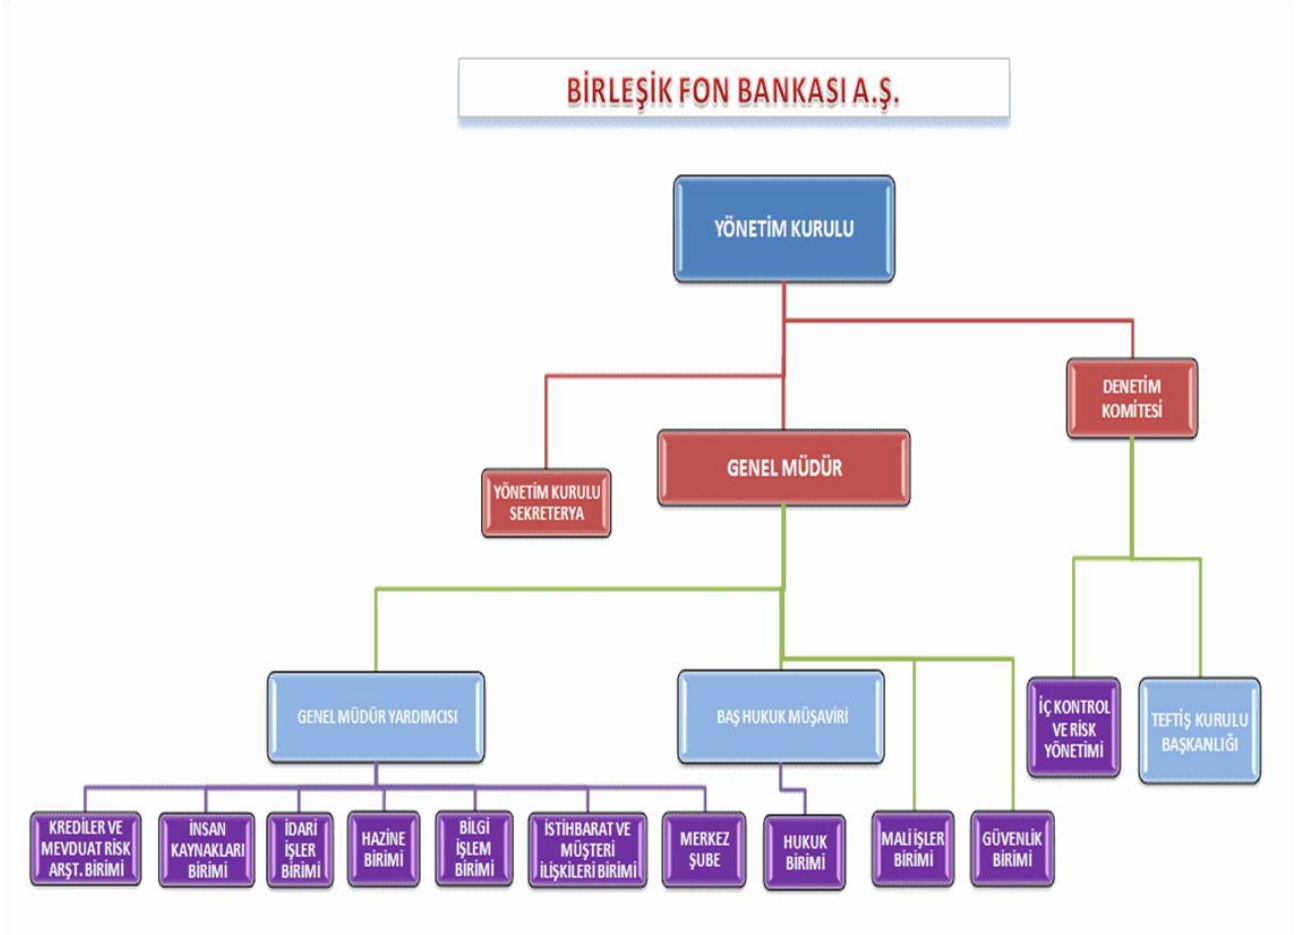 BİRLEŞİK FON BANKASI A.Ş.
YÖNETİM KURULU
DENETİM
KOMİTESİ
GENEL MÜDÜR
YÖNETİM KURULU
SEKRETERYA
GENEL MÜDÜR YARDIMCISI
BAŞ HUKUK MÜŞAVİRİ
İÇ KONTROL
VE RİSK
YÖNETİMİ
TEFTİŞ KURULU
BAŞKANLIĞI
KREDİLER VE
MEVDUAT RİSK
ARŞT. BİRİMİ
İNSAN
KAYNAKLARI
BİRİMİ
İDARİ
İŞLER
BİRİMİ
HAZİNE
BİRİMİ
BİLGİ
İŞLEM
BİRİMİ
İSTİHBARAT VE
MÜŞTERİ
İLİŞKİLERİ BİRİMİ
MERKEZ
ŞUBE
HUKUK
BİRİMİ
MALİ İŞLER
BİRİMİ
GÜVENLİK
BİRİMİ